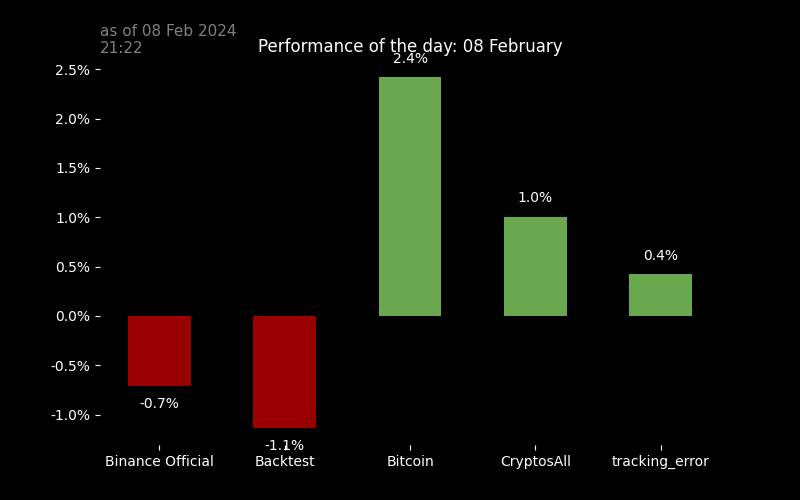 as of 08 Feb 2024
21:22
Performance of the day: 08 February
2.5%
2.0%
1.5%
1.0%
0.5%
0.0%
-0.5%
-1.0%
2.4%
1.0%
0.4%
-0.7%
-1.1%
Binance Official
Backtest
Bitcoin
CryptosAll
tracking_error